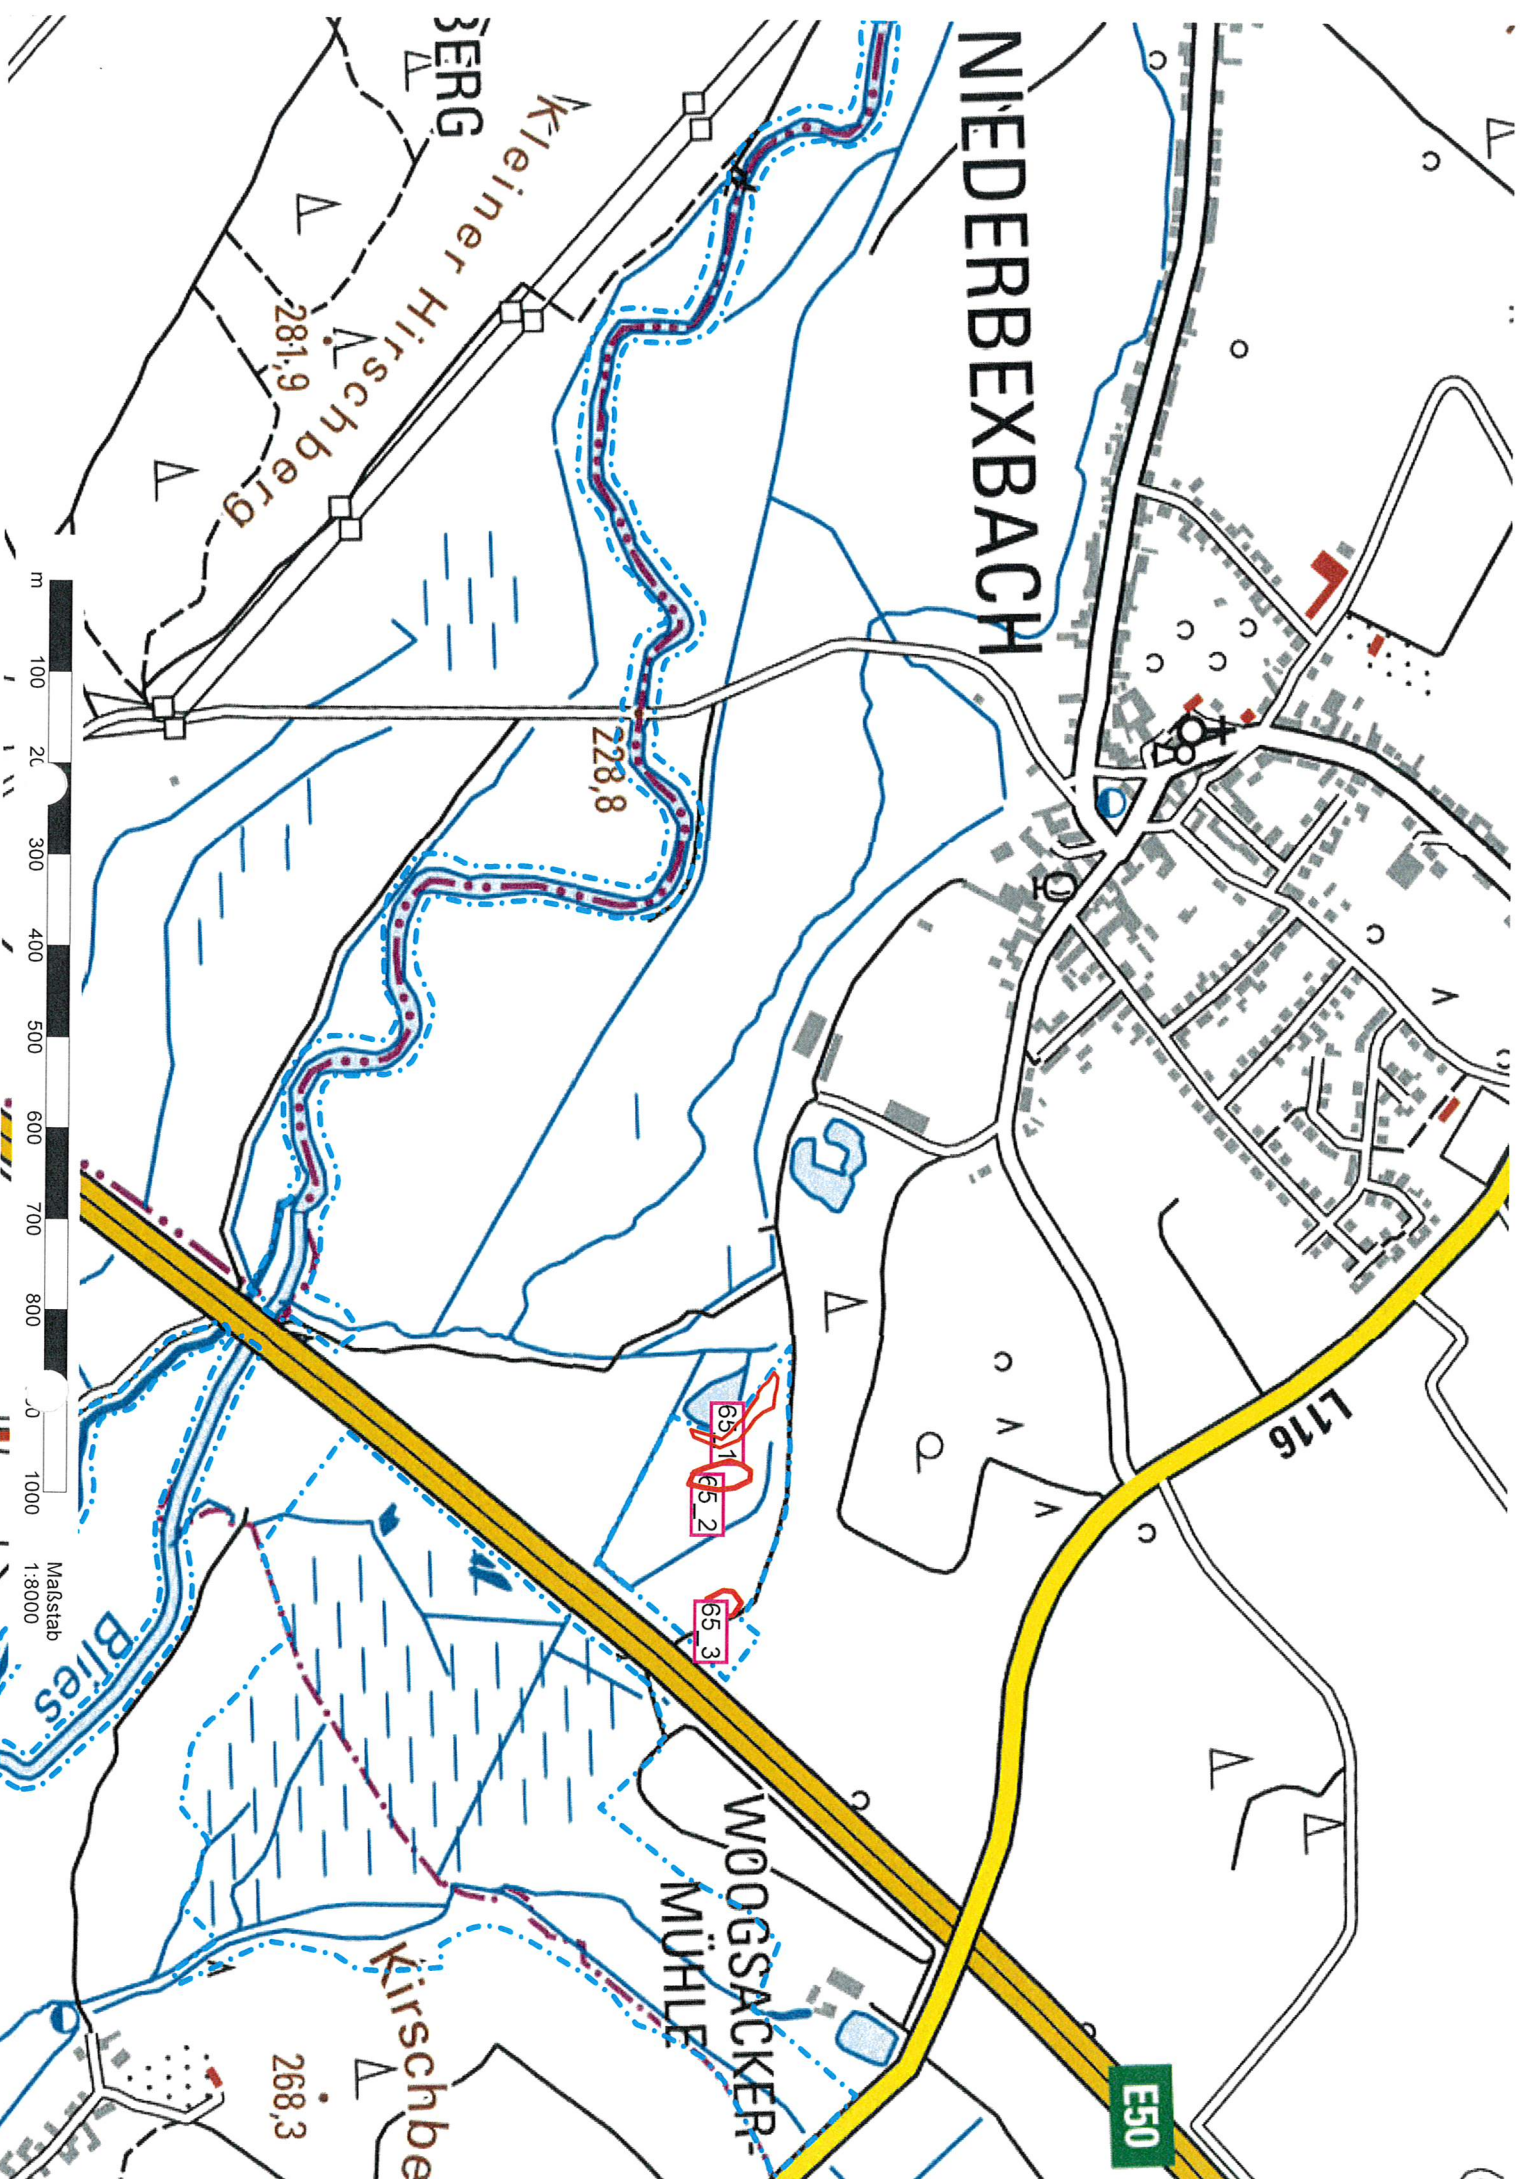 BERG
Kleiner Hirschberg
281,9
NIEDERBEXBACH
228,8
L116
65_1
65_2
65_3
Blies
WOOGSACKER-
MÜHLE
Kirschbe
268,3
E50
m
100
300
400
500
600
700
800
1000
Maßstab
1:8000